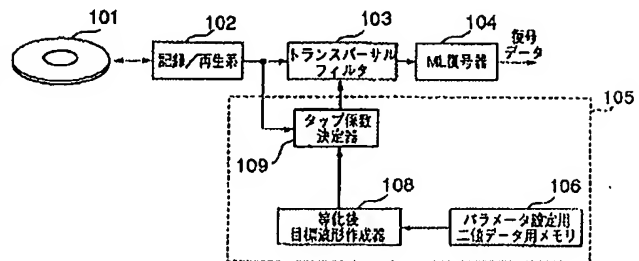 101
102
103
104
記録/再生系
トランスバーサル
フィルタ
ML復号器
復号
データ
105
タップ係数
決定器
109
108
106
等化後
目標波形作成器
パラメータ設定用
二値データ用メモリ